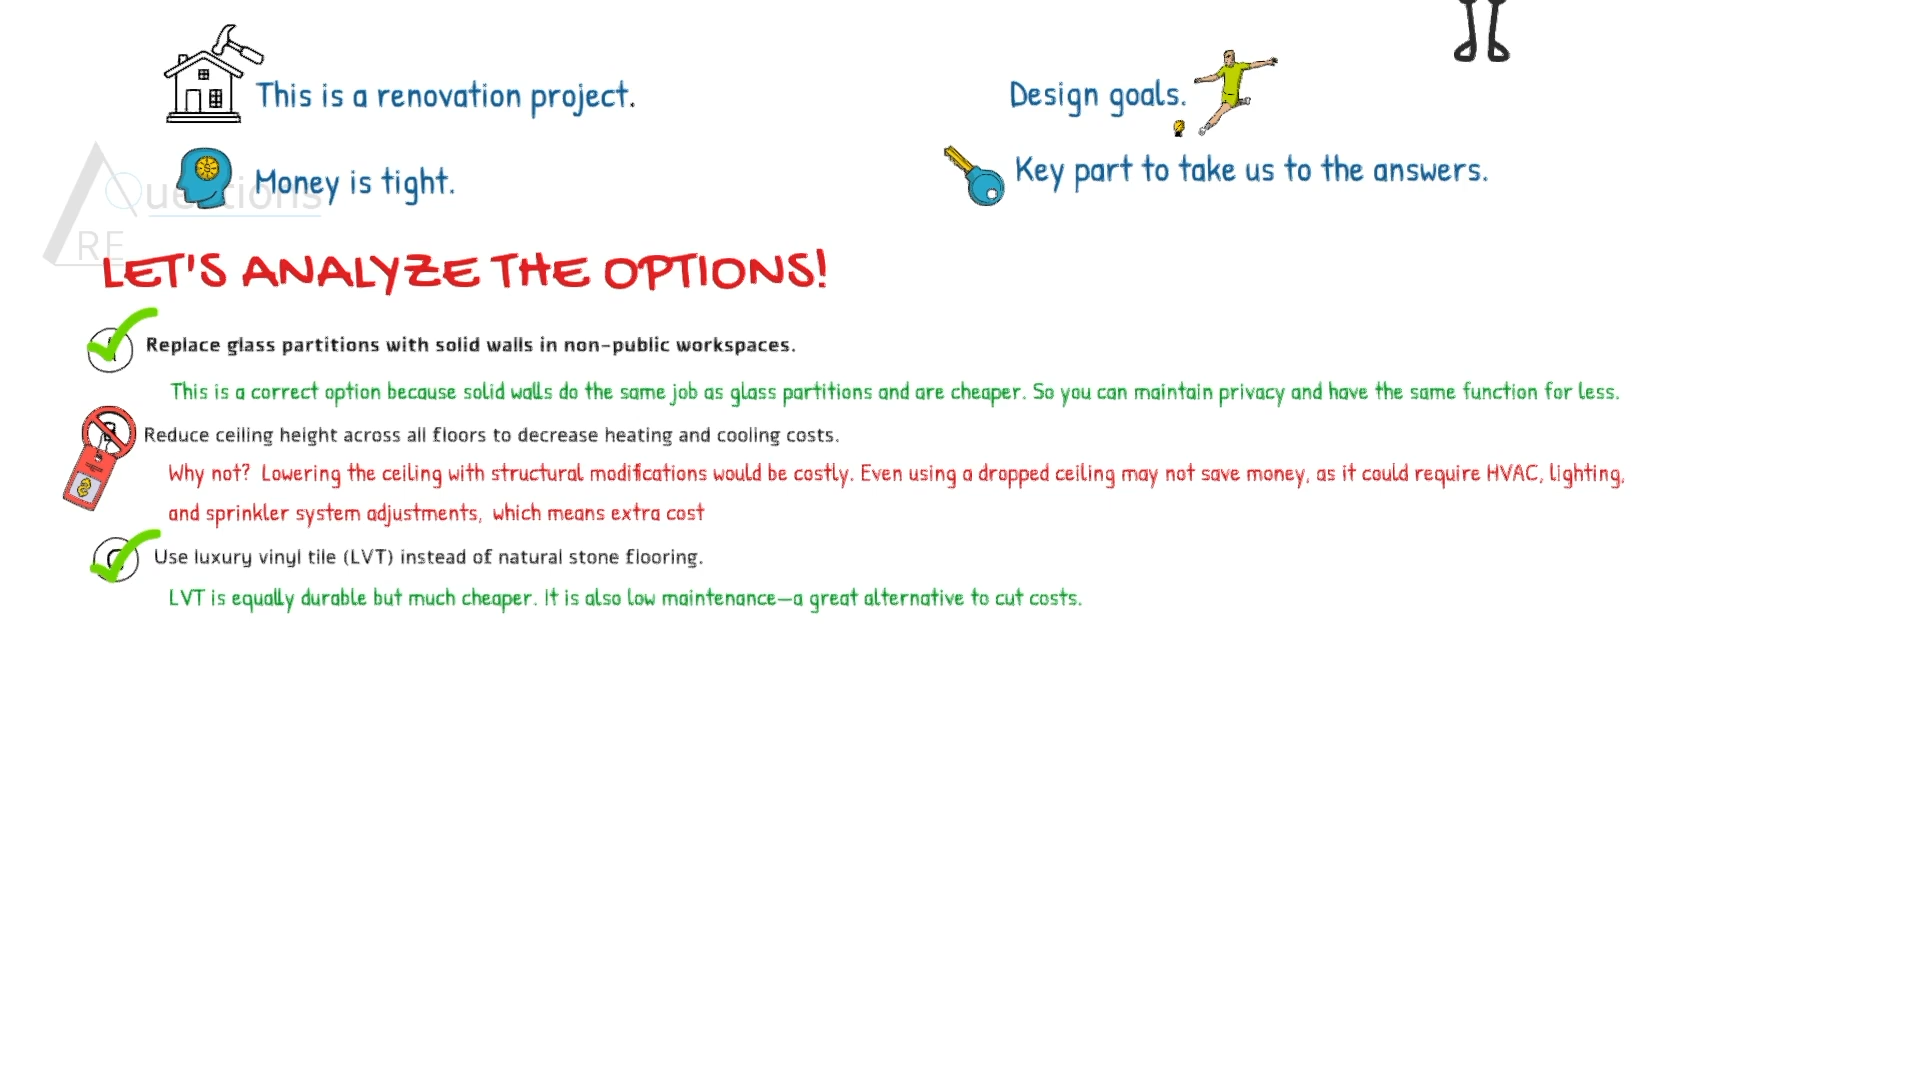 This is a renovation project.
Design goals.
Money is tight.
Key part to take us to the answers.
Questions
ARE
LET'S ANALYZE THE OPTIONS!
Replace glass partitions with solid walls in non-public workspaces.
This is a correct option because solid walls do the same job as glass partitions and are cheaper. So you can maintain privacy and have the same function for less.
B Reduce ceiling height across all floors to decrease heating and cooling costs.
Why not? Lowering the ceiling with structural modifications would be costly. Even using a dropped ceiling may not save money, as it could require HVAC, lighting,
and sprinkler system adjustments, which means extra cost
C Use luxury vinyl tile (LVT) instead of natural stone flooring.
LVT is equally durable but much cheaper. It is also low maintenance—a great alternative to cut costs.